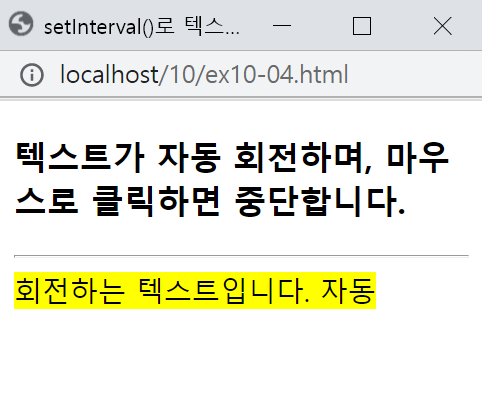 setInterval()로 텍스...
localhost/10/ex10-04.html
텍스트가 자동 회전하며, 마우
스로 클릭하면 중단합니다.
회전하는 텍스트입니다. 자동